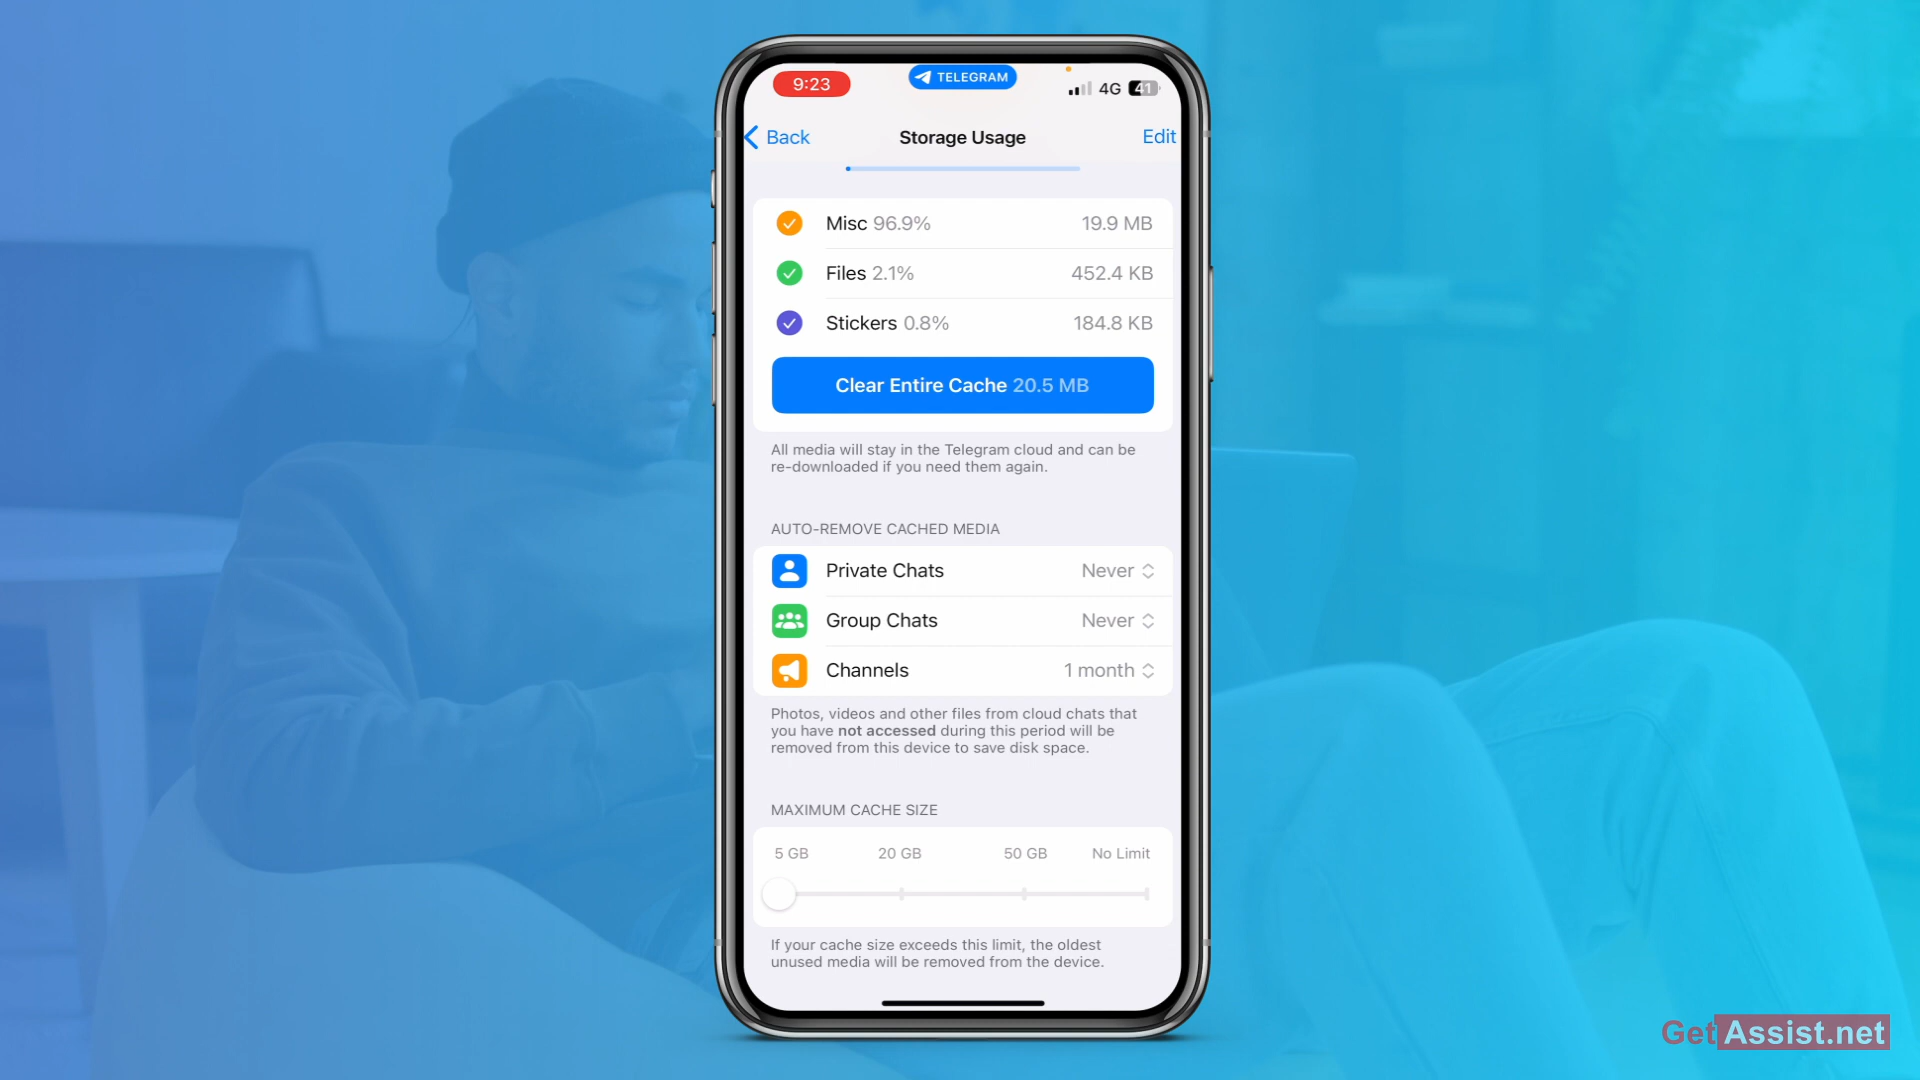 9:23
TELEGRAM
4G 41
Back
Storage Usage
Edit
Misc 96.9% 19.9 MB
Files 2.1% 452.4 KB
Stickers 0.8% 184.8 KB
Clear Entire Cache 20.5 MB
All media will stay in the Telegram cloud and can be
re-downloaded if you need them again.
AUTO-REMOVE CACHED MEDIA
Private Chats Never
Group Chats Never
Channels 1 month
Photos, videos and other files from cloud chats that
you have not accessed during this period will be
removed from this device to save disk space.
MAXIMUM CACHE SIZE
5 GB 20 GB 50 GB No Limit
If your cache size exceeds this limit, the oldest
unused media will be removed from the device.
GetAssist.net